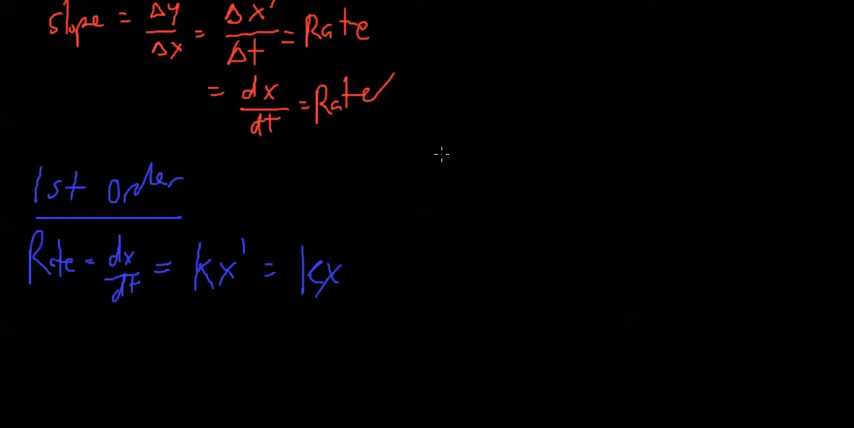 Slope = Δy/Δx = Δx'/Δt = Rate
= dx/dt = Rate
1st order
Rate = dx/dt = kx¹ = kx